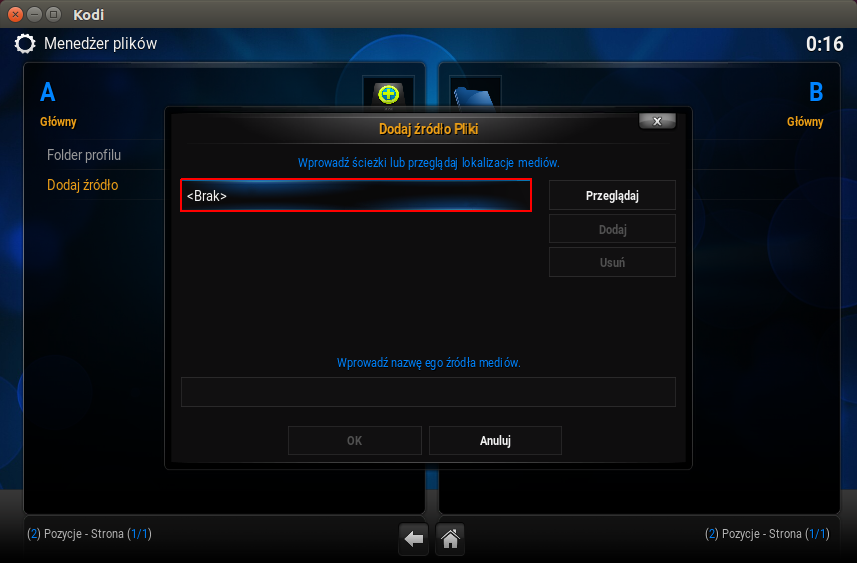 Kodi
Menedżer plików
0:16
A
B
Główny
Główny
Folder profilu
Dodaj źródło
Dodaj źródło Pliki
x
Wprowadź ścieżki lub przeglądaj lokalizacje mediów.
<Brak>
Przeglądaj
Dodaj
Usuń
Wprowadź nazwę ego źródła mediów.
OK
Anuluj
(2) Pozycje - Strona (1/1)
(2) Pozycje - Strona (1/1)